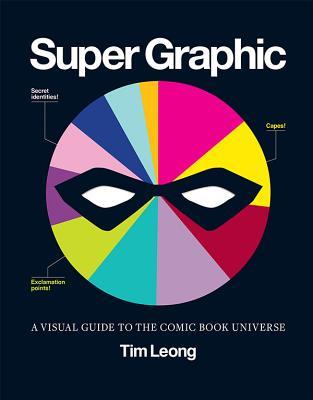 Super Graphic
Secret
identities!
Capes!
Exclamation
points!
A VISUAL GUIDE TO THE COMIC BOOK UNIVERSE
Tim Leong